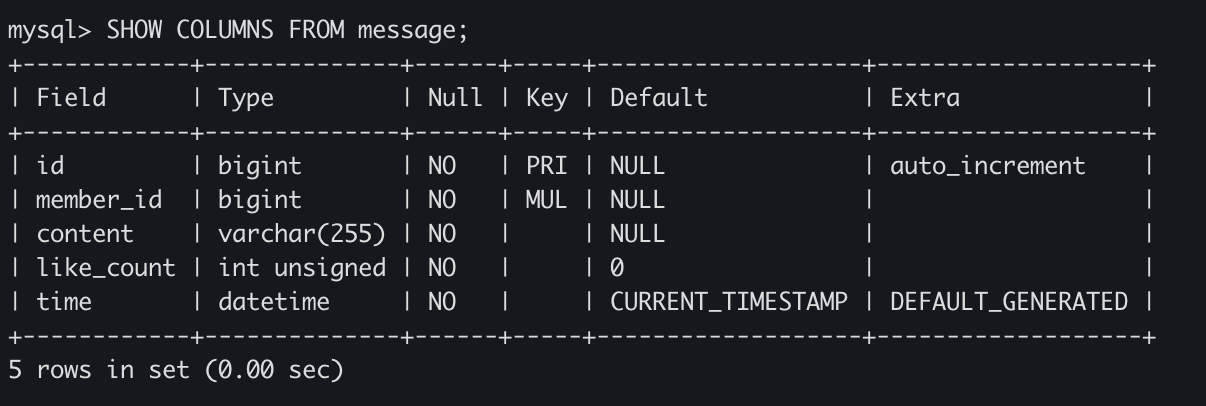 mysql> SHOW COLUMNS FROM message;
+------------+--------------+------+-----+-------------------+-------------------+
| Field      | Type         | Null | Key | Default           | Extra             |
+------------+--------------+------+-----+-------------------+-------------------+
| id         | bigint       | NO   | PRI | NULL              | auto_increment    |
| member_id  | bigint       | NO   | MUL | NULL              |                   |
| content    | varchar(255) | NO   |     | NULL              |                   |
| like_count | int unsigned | NO   |     | 0                 |                   |
| time       | datetime     | NO   |     | CURRENT_TIMESTAMP | DEFAULT_GENERATED |
+------------+--------------+------+-----+-------------------+-------------------+
5 rows in set (0.00 sec)